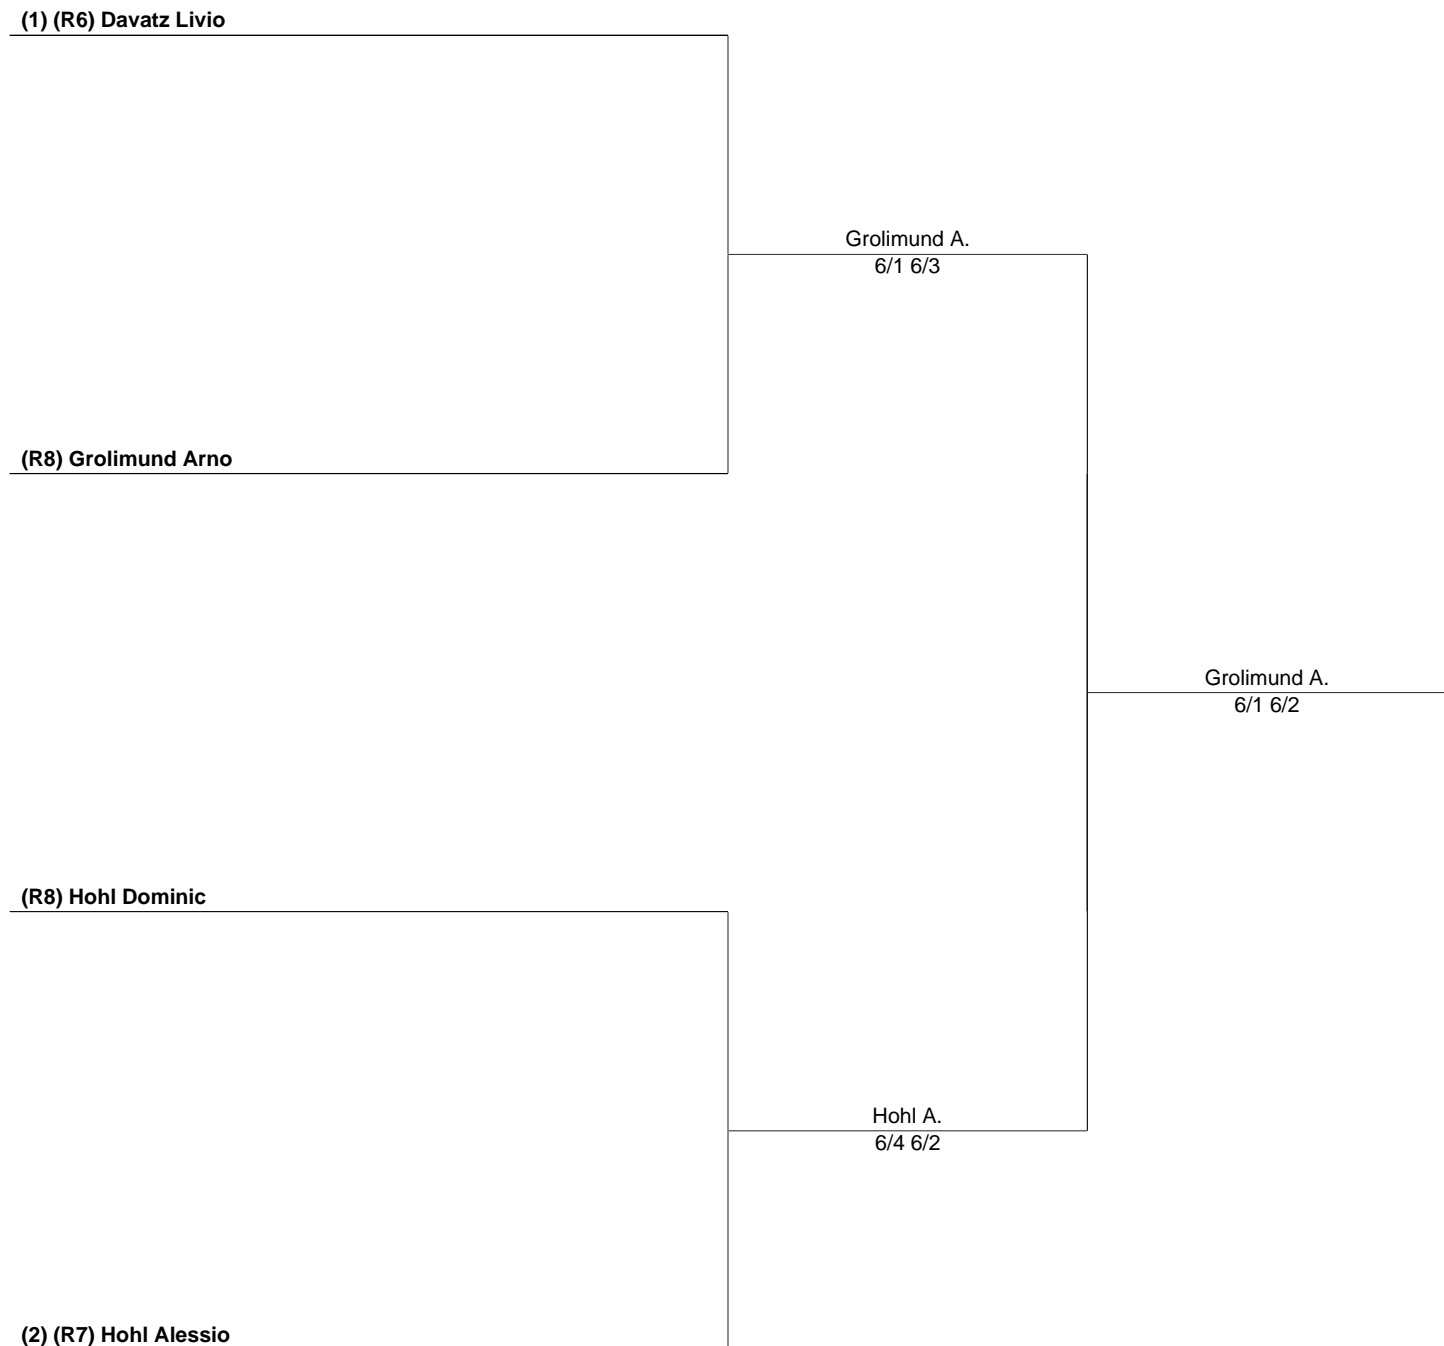 (1) (R6) Davatz Livio
Grolimund A.
6/1 6/3
(R8) Grolimund Arno
Grolimund A.
6/1 6/2
(R8) Hohl Dominic
Hohl A.
6/4 6/2
(2) (R7) Hohl Alessio